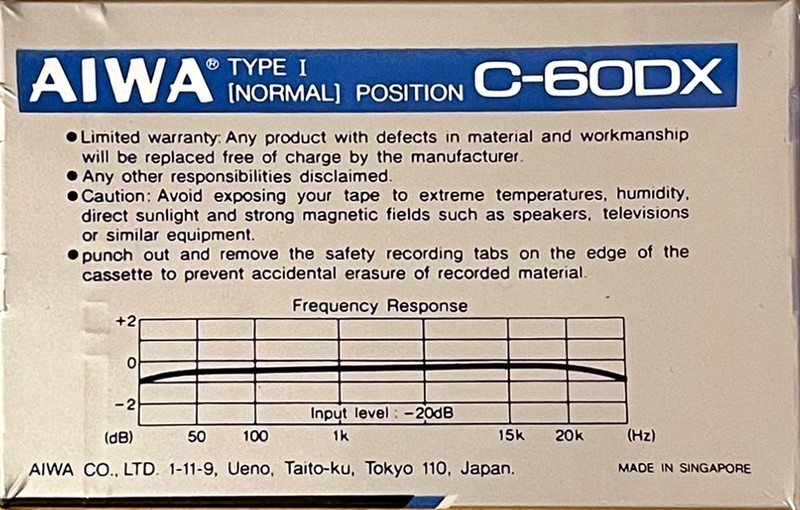 AIWA® TYPE I
[NORMAL] POSITION C-60DX
●Limited warranty: Any product with defects in material and workmanship
will be replaced free of charge by the manufacturer.
●Any other responsibilities disclaimed.
●Caution: Avoid exposing your tape to extreme temperatures, humidity,
direct sunlight and strong magnetic fields such as speakers, televisions
or similar equipment.
●punch out and remove the safety recording tabs on the edge of the
cassette to prevent accidental erasure of recorded material.
Frequency Response
+2
0
-2
Input level : -20dB
(dB) 50 100 1k 15k 20k (Hz)
AIWA CO., LTD. 1-11-9, Ueno, Taito-ku, Tokyo 110, Japan. MADE IN SINGAPORE